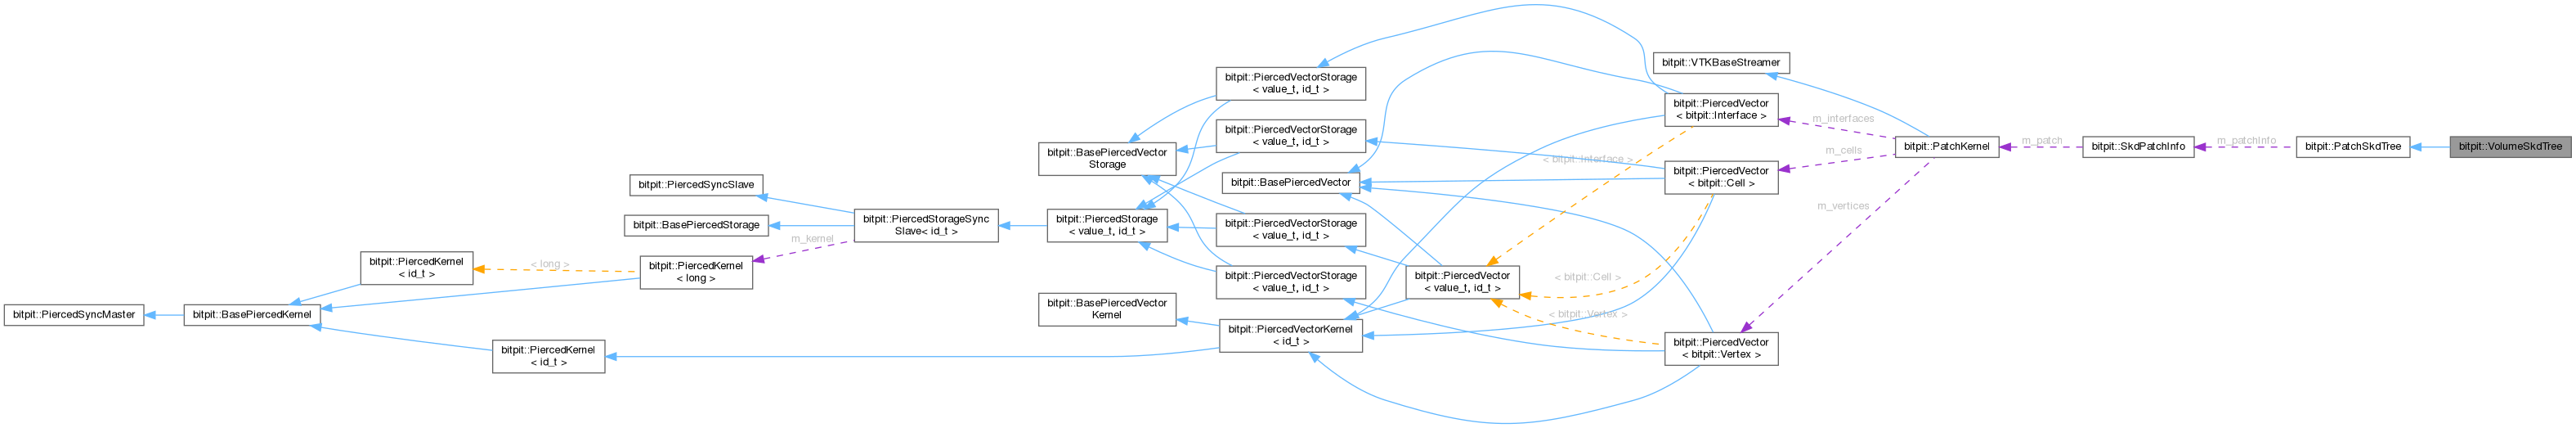 bitpit::VTKBaseStreamer
bitpit::PiercedVectorStorage
< value_t, id_t >
bitpit::PiercedVector
< bitpit::Interface >
m_interfaces
bitpit::PiercedVectorStorage
< value_t, id_t >
bitpit::BasePiercedVector
Storage
< bitpit::Interface >
m_cells
bitpit::PatchKernel
m_patch
bitpit::SkdPatchInfo
m_patchInfo
bitpit::PatchSkdTree
bitpit::VolumeSkdTree
bitpit::PiercedSyncSlave
bitpit::BasePiercedVector
bitpit::PiercedVector
< bitpit::Cell >
m_vertices
bitpit::BasePiercedStorage
bitpit::PiercedStorageSync
Slave< id_t >
bitpit::PiercedStorage
< value_t, id_t >
bitpit::PiercedVectorStorage
< value_t, id_t >
m_kernel
bitpit::PiercedKernel
< id_t >
< long >
bitpit::PiercedKernel
< long >
bitpit::PiercedVectorStorage
< value_t, id_t >
bitpit::PiercedVector
< value_t, id_t >
< bitpit::Cell >
bitpit::PiercedSyncMaster
bitpit::BasePiercedKernel
bitpit::BasePiercedVector
Kernel
< bitpit::Vertex >
bitpit::PiercedVectorKernel
< id_t >
bitpit::PiercedVector
< bitpit::Vertex >
bitpit::PiercedKernel
< id_t >